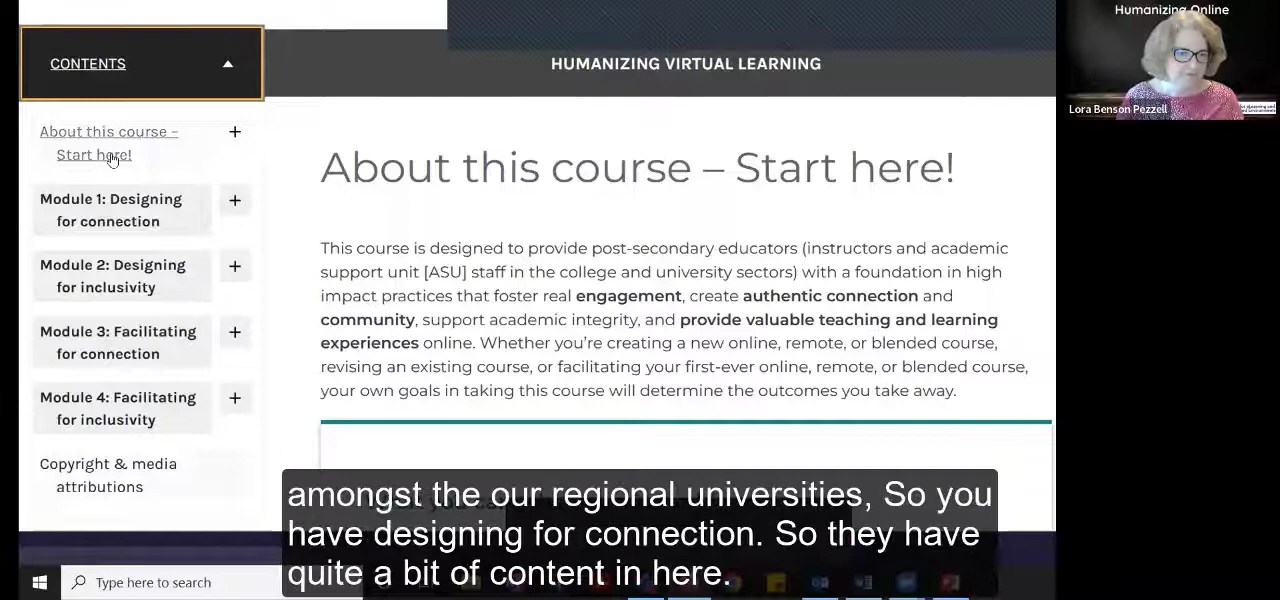 Humanizing Online
Lora Benson Pezzell
CONTENTS
HUMANIZING VIRTUAL LEARNING
About this course –
Start here!
Module 1: Designing
for connection
Module 2: Designing
for inclusivity
Module 3: Facilitating
for connection
Module 4: Facilitating
for inclusivity
Copyright & media
attributions
About this course – Start here!
This course is designed to provide post-secondary educators (instructors and academic
support unit [ASU] staff in the college and university sectors) with a foundation in high
impact practices that foster real engagement, create authentic connection and
community, support academic integrity, and provide valuable teaching and learning
experiences online. Whether you're creating a new online, remote, or blended course,
revising an existing course, or facilitating your first-ever online, remote, or blended course,
your own goals in taking this course will determine the outcomes you take away.
amongst the our regional universities, So you
have designing for connection. So they have
quite a bit of content in here.
Type here to search